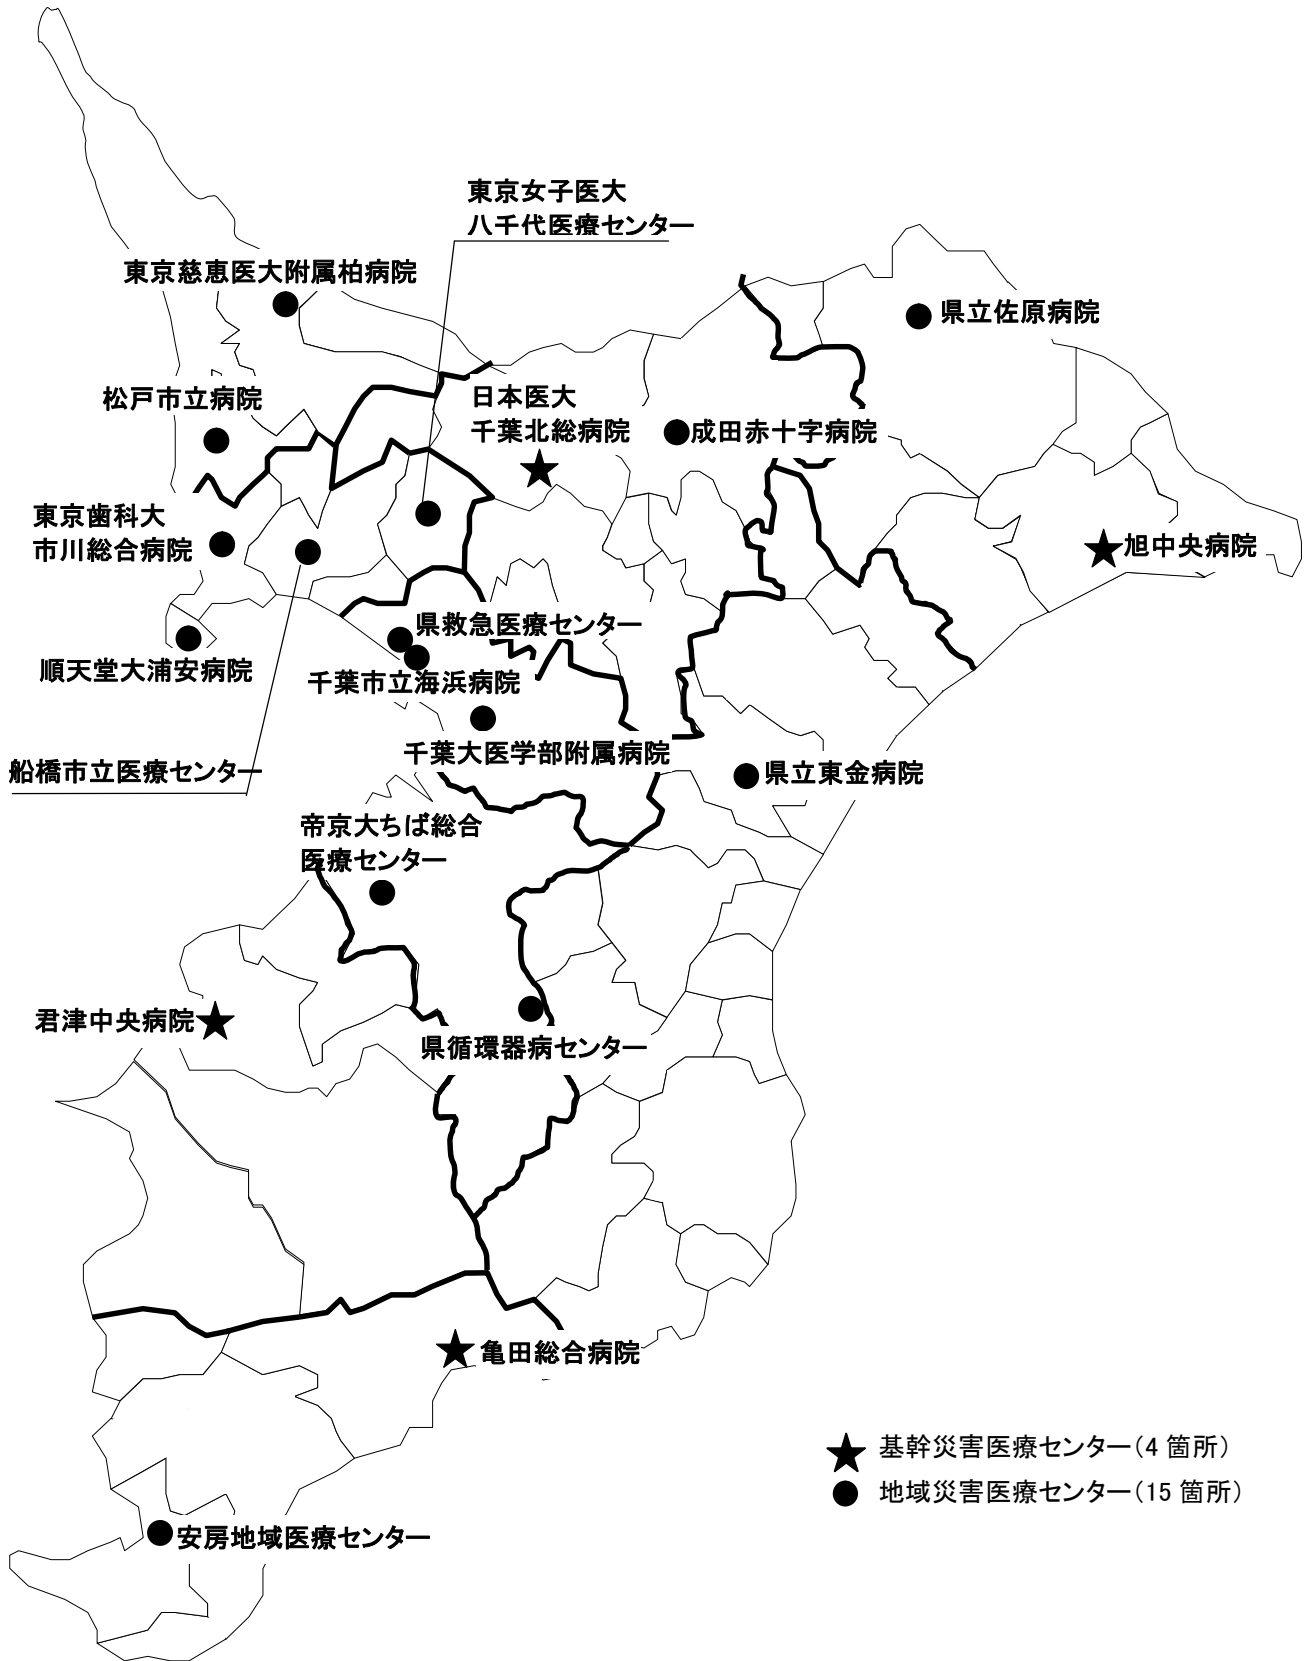 東京女子医大
八千代医療センター
東京慈恵医大附属柏病院
県立佐原病院
松戸市立病院
日本医大
千葉北総病院
成田赤十字病院
東京歯科大
市川総合病院
旭中央病院
県救急医療センター
順天堂大浦安病院
千葉市立海浜病院
千葉大医学部附属病院
船橋市立医療センター
県立東金病院
帝京大ちば総合
医療センター
君津中央病院
県循環器病センター
亀田総合病院
基幹災害医療センター(4 箇所)
地域災害医療センター(15 箇所)
安房地域医療センター